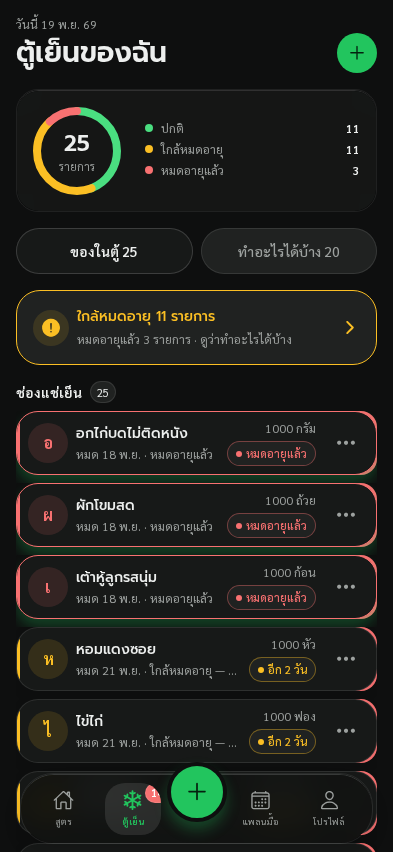 วันนี้ 19 พ.ย. 69
ตู้เย็นของฉัน
25
รายการ
ปกติ 11
ใกล้หมดอายุ 11
หมดอายุแล้ว 3
ของในตู้ 25
ทำอะไรได้บ้าง 20
!
ใกล้หมดอายุ 11 รายการ
หมดอายุแล้ว 3 รายการ · ดูว่าทำอะไรได้บ้าง
ช่องแช่เย็น 25
อ
อกไก่บดไม่ติดหนัง
1000 กรัม
หมด 18 พ.ย. · หมดอายุแล้ว
หมดอายุแล้ว
ผ
ผักโขมสด
1000 ถ้วย
หมด 18 พ.ย. · หมดอายุแล้ว
หมดอายุแล้ว
เ
เต้าหู้ลูกรสนุ่ม
1000 ก้อน
หมด 18 พ.ย. · หมดอายุแล้ว
หมดอายุแล้ว
ห
หอมแดงซอย
1000 หัว
หมด 21 พ.ย. · ใกล้หมดอายุ — ...
อีก 2 วัน
ไ
ไข่ไก่
1000 ฟอง
หมด 21 พ.ย. · ใกล้หมดอายุ — ...
อีก 2 วัน
สูตร
ตู้เย็น
แพลนมื้อ
โปรไฟล์